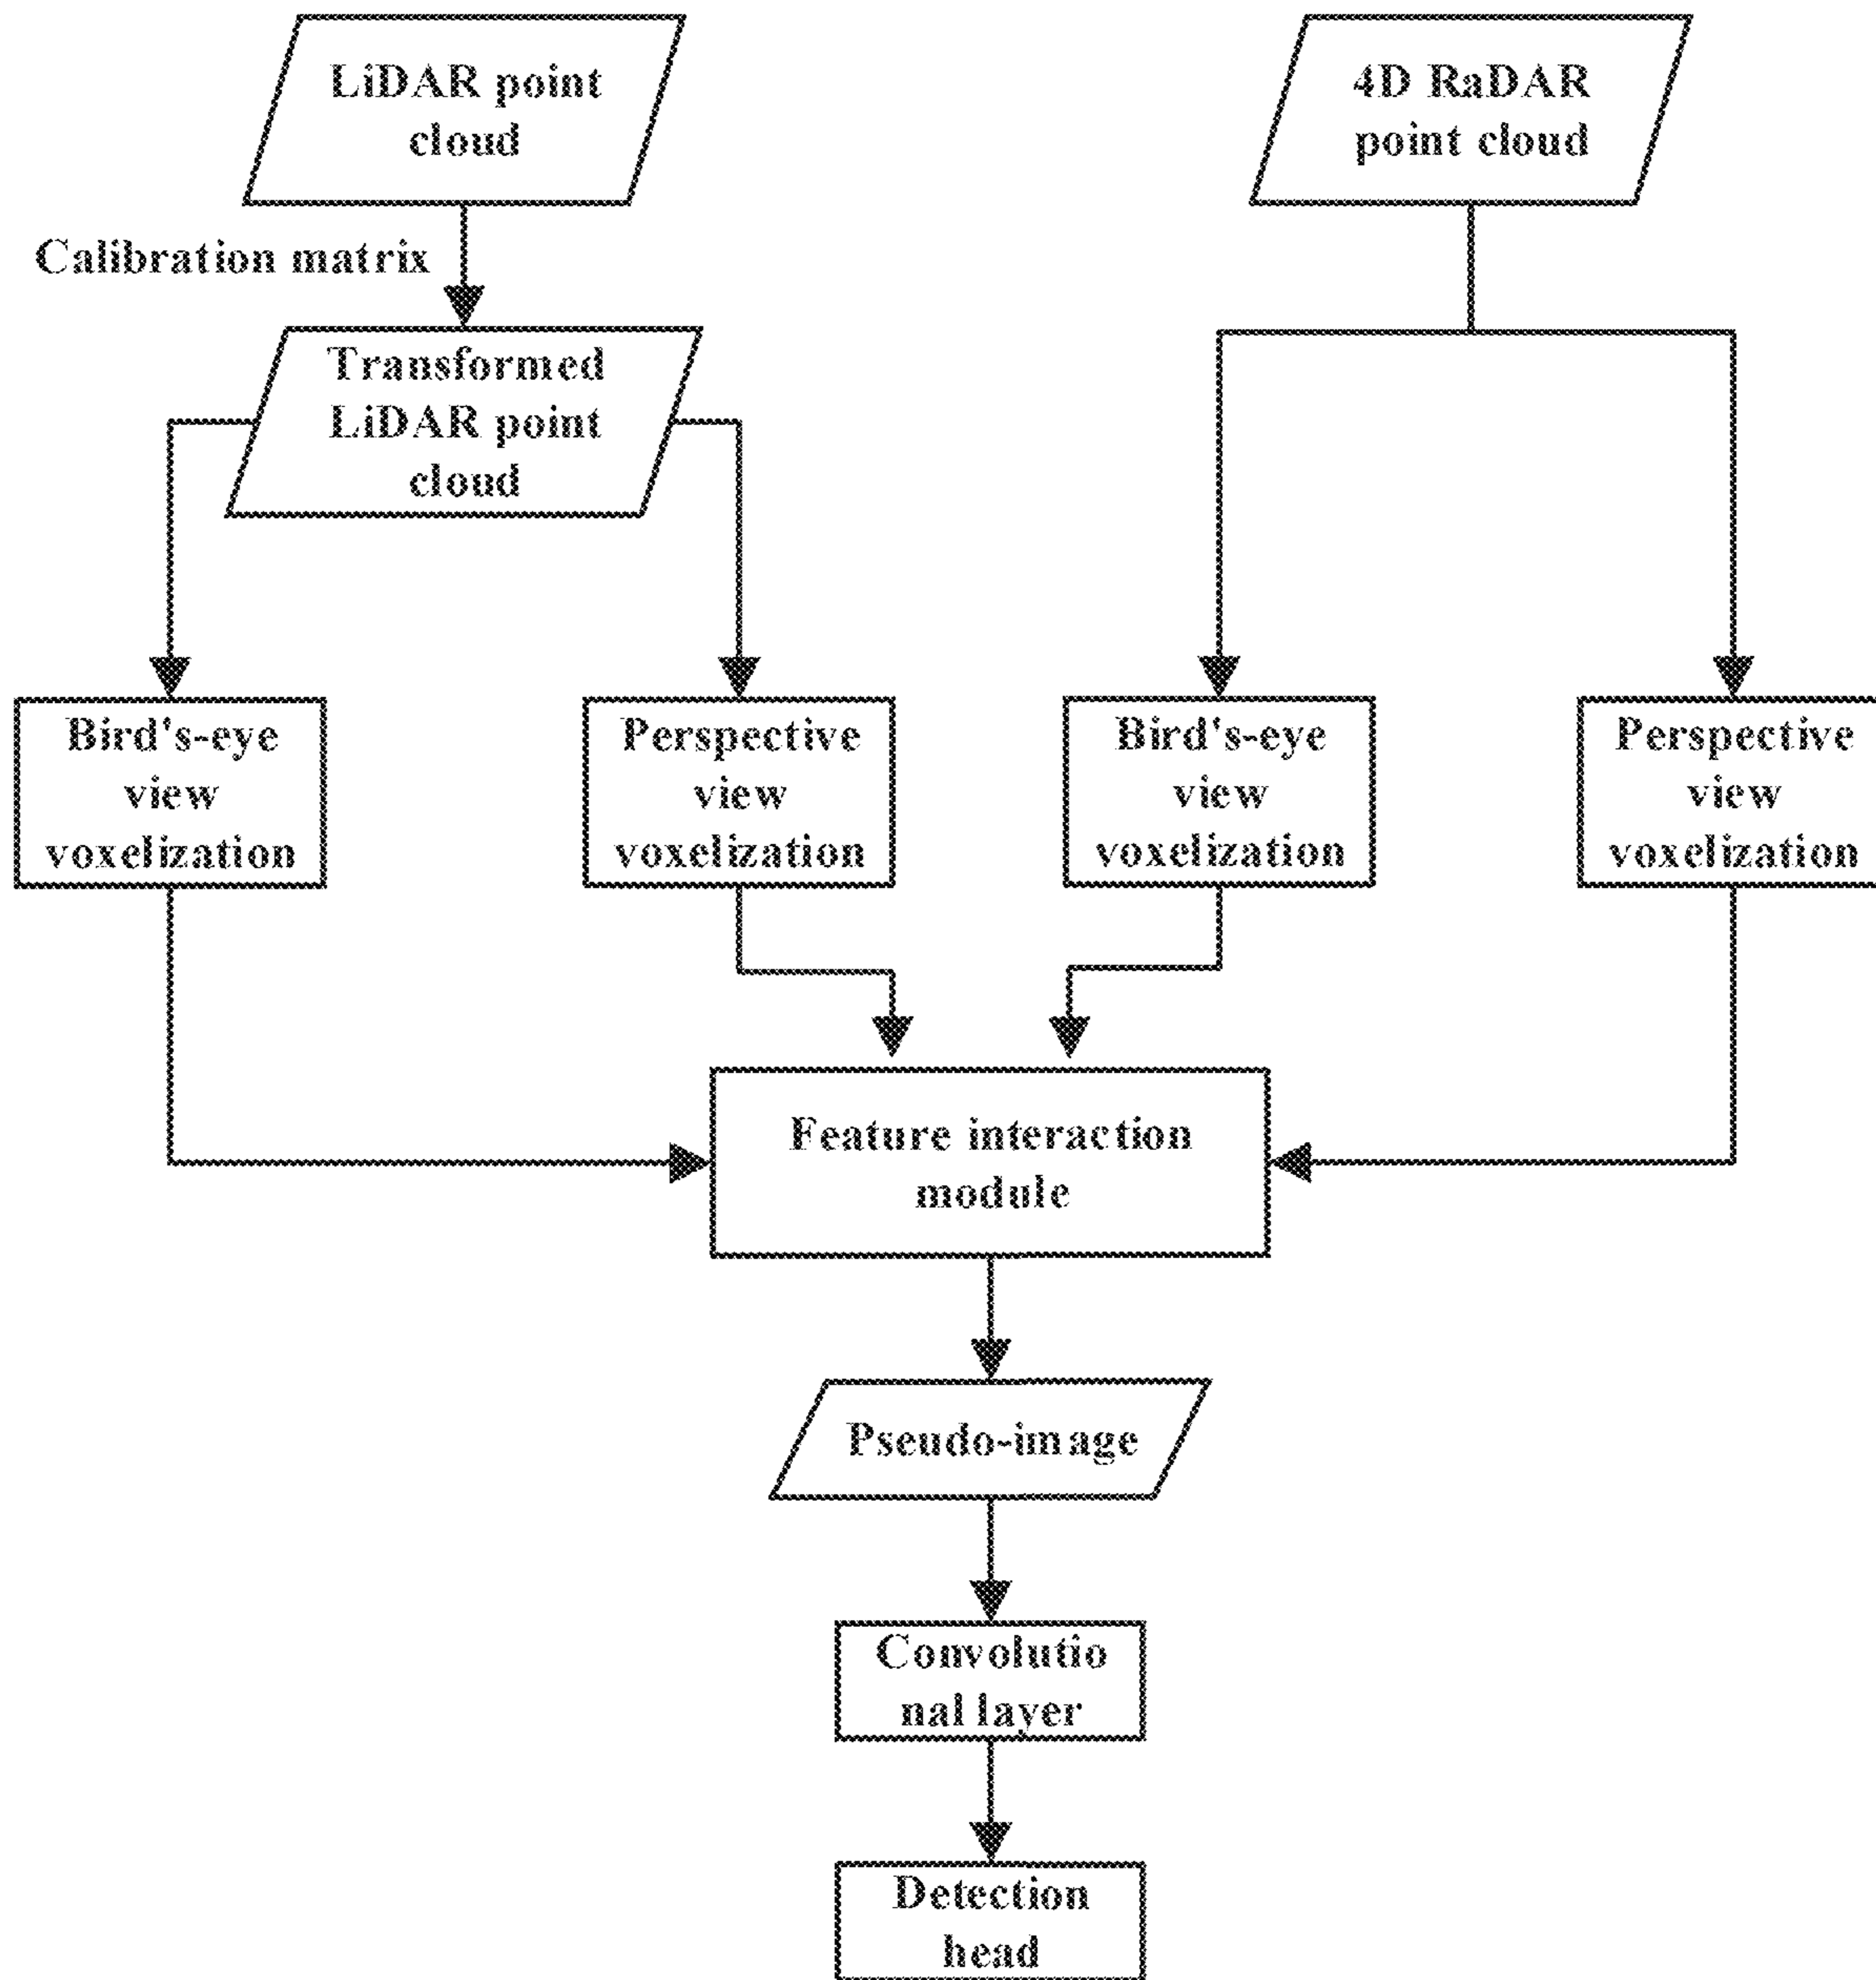 LiDAR point
cloud
4D RaDAR
point cloud
Calibration matrix
Transformed
LiDAR point
cloud
Bird's-eye
view
voxelization
Perspective
view
voxelization
Bird's-eye
view
voxelization
Perspective
view
voxelization
Feature interaction
module
Pseudo-image
Convolutio
nal layer
Detection
head